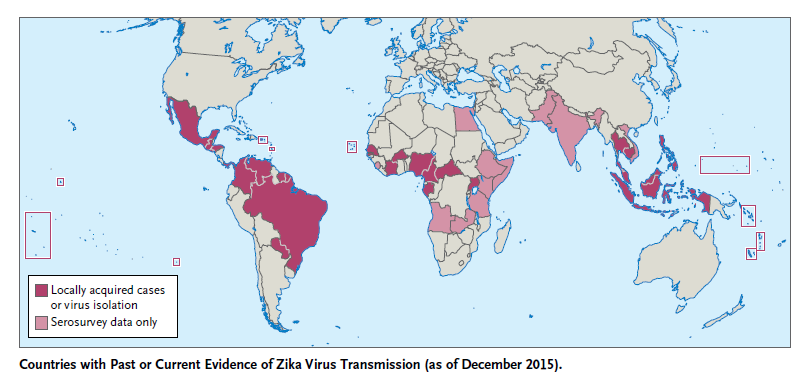 Locally acquired cases
or virus isolation
Serosurvey data only
Countries with Past or Current Evidence of Zika Virus Transmission (as of December 2015).